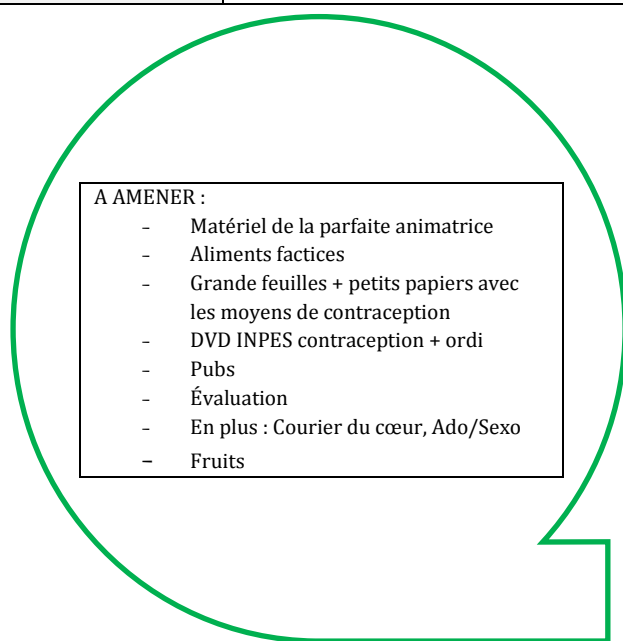 A AMENER :
- Matériel de la parfaite animatrice
- Aliments factices
- Grande feuilles + petits papiers avec
les moyens de contraception
- DVD INPES contraception + ordi
- Pubs
- Évaluation
- En plus : Courier du cœur, Ado/Sexo
- Fruits